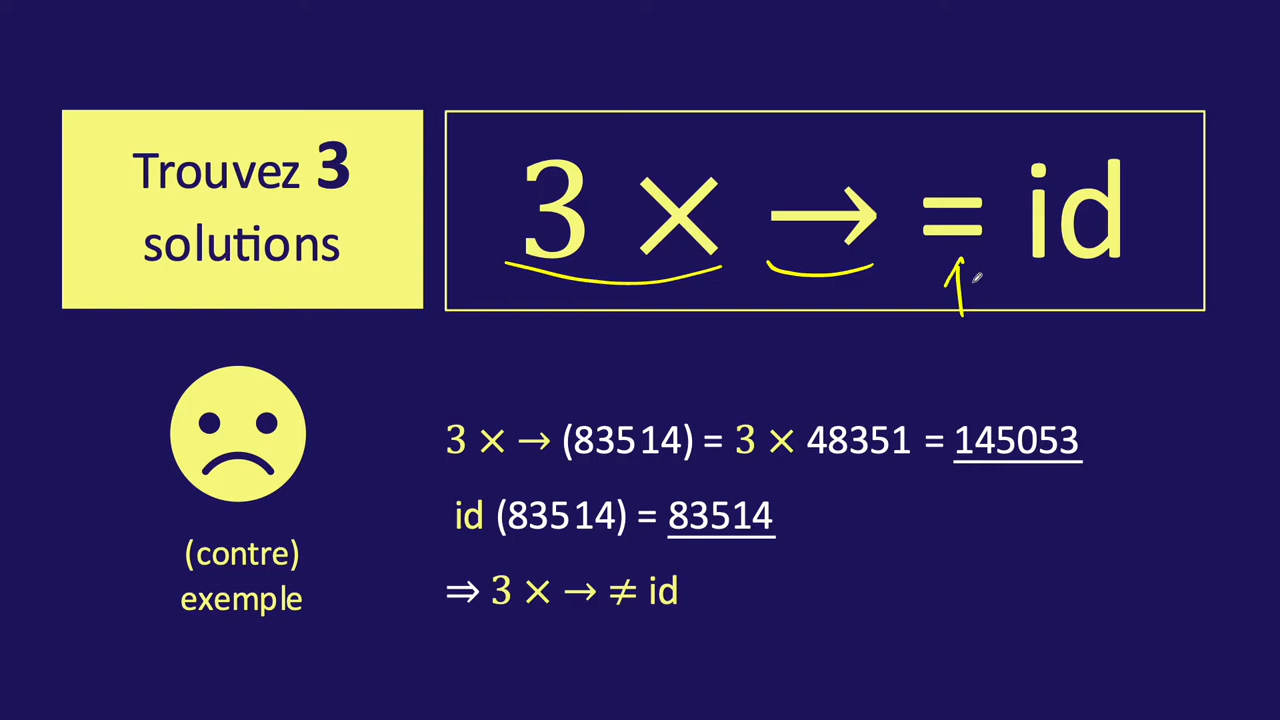 Trouvez 3
solutions
3 × → = id
(contre)
exemple
3 × → (83514) = 3 × 48351 = 145053
id (83514) = 83514
⇒ 3 × → ≠ id